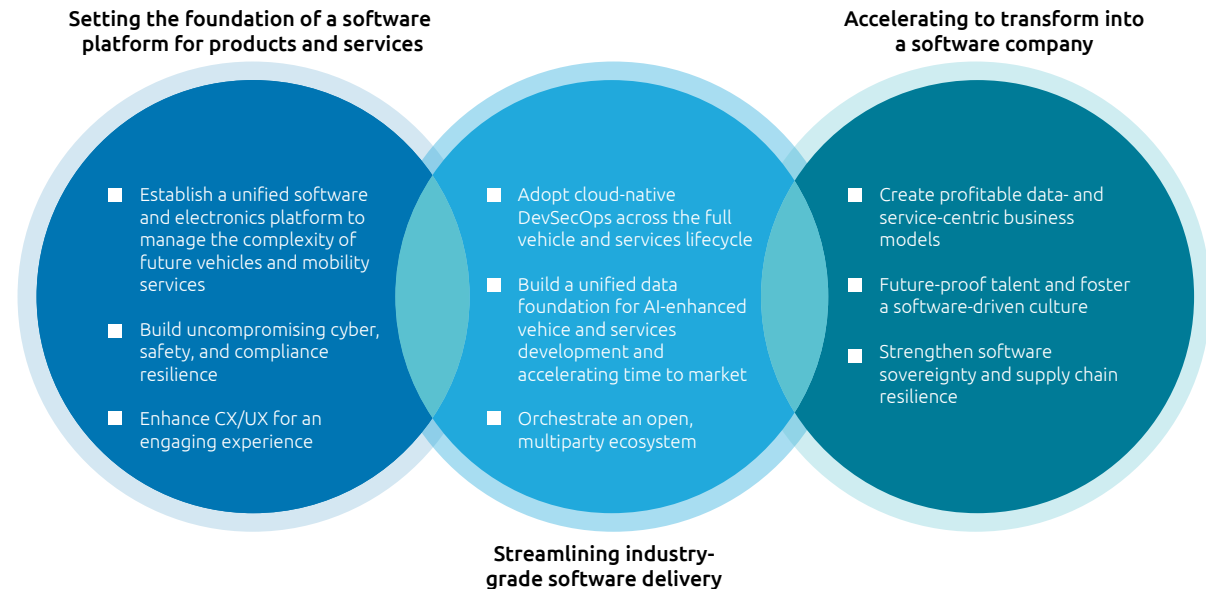 Setting the foundation of a software
platform for products and services
Establish a unified software
and electronics platform to
manage the complexity of
future vehicles and mobility
services
Build uncompromising cyber,
safety, and compliance
resilience
Enhance CX/UX for an
engaging experience
Adopt cloud-native
DevSecOps across the full
vehicle and services lifecycle
Build a unified data
foundation for AI-enhanced
vehice and services
development and
accelerating time to market
Orchestrate an open,
multiparty ecosystem
Streamlining industry-
grade software delivery
Accelerating to transform into
a software company
Create profitable data- and
service-centric business
models
Future-proof talent and foster
a software-driven culture
Strengthen software
sovereignty and supply chain
resilience